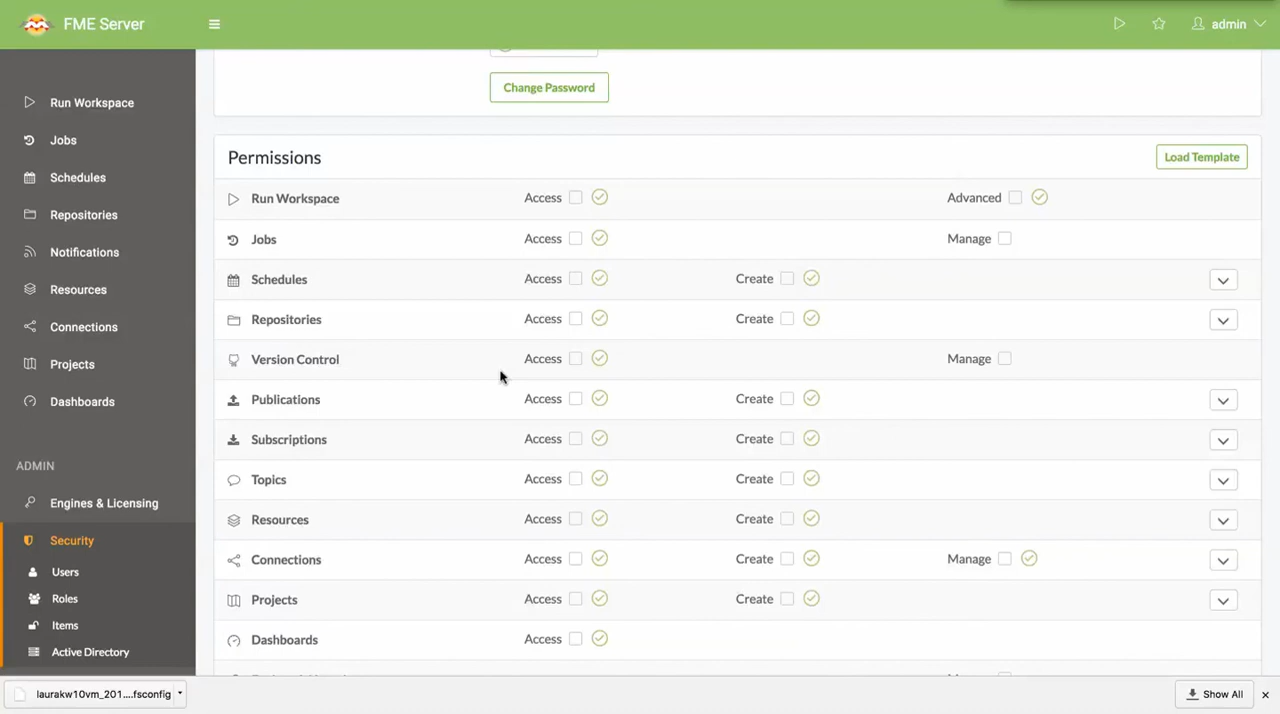 FME Server
admin
Run Workspace
Jobs
Schedules
Repositories
Notifications
Resources
Connections
Projects
Dashboards
ADMIN
Engines & Licensing
Security
Users
Roles
Items
Active Directory
Change Password
Permissions
Load Template
Run Workspace Access Advanced
Jobs Access Manage
Schedules Access Create
Repositories Access Create
Version Control Access Manage
Publications Access Create
Subscriptions Access Create
Topics Access Create
Resources Access Create
Connections Access Create Manage
Projects Access Create
Dashboards Access
laurakw10vm_201....fsconfig
Show All